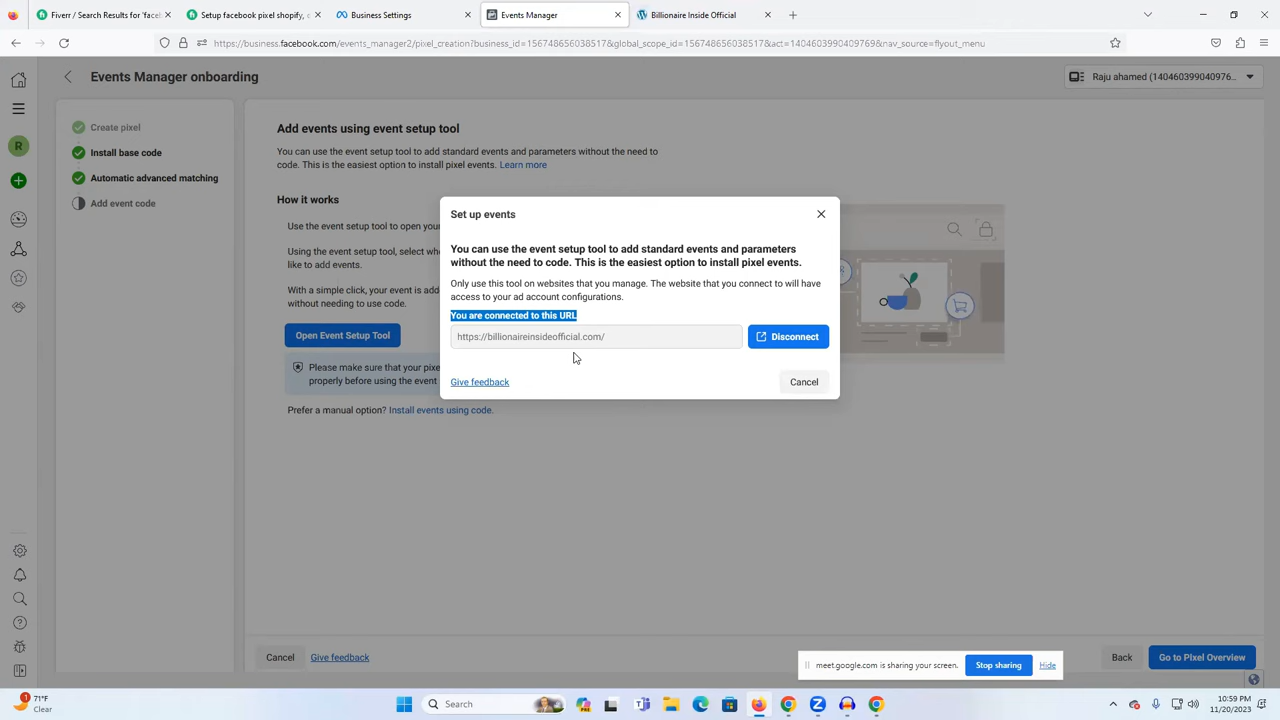 Fiverr / Search Results for 'face
Setup facebook pixel shopify, c
Business Settings
Events Manager
Billionaire Inside Official
https://business.facebook.com/events_manager2/pixel_creation?business_id=156748656038517&global_scope_id=156748656038517&act=1404603990409769&nav_source=flyout_menu
Events Manager onboarding
Raju ahamed (140460399040976...
R
Create pixel
Install base code
Automatic advanced matching
Add event code
Add events using event setup tool
You can use the event setup tool to add standard events and parameters without the need to
code. This is the easiest option to install pixel events. Learn more
How it works
Use the event setup tool to open your
Using the event setup tool, select whe
like to add events.
With a simple click, your event is adde
without needing to use code.
Open Event Setup Tool
Please make sure that your pixe
properly before using the event
Prefer a manual option? Install events using code.
Set up events
You can use the event setup tool to add standard events and parameters
without the need to code. This is the easiest option to install pixel events.
Only use this tool on websites that you manage. The website that you connect to will have
access to your ad account configurations.
You are connected to this URL
https://billionaireinsideofficial.com/
Disconnect
Give feedback
Cancel
Cancel
Give feedback
Back
Go to Pixel Overview
meet.google.com is sharing your screen.
Stop sharing
Hide
1
71°F
Clear
Search
10:59 PM
11/20/2023